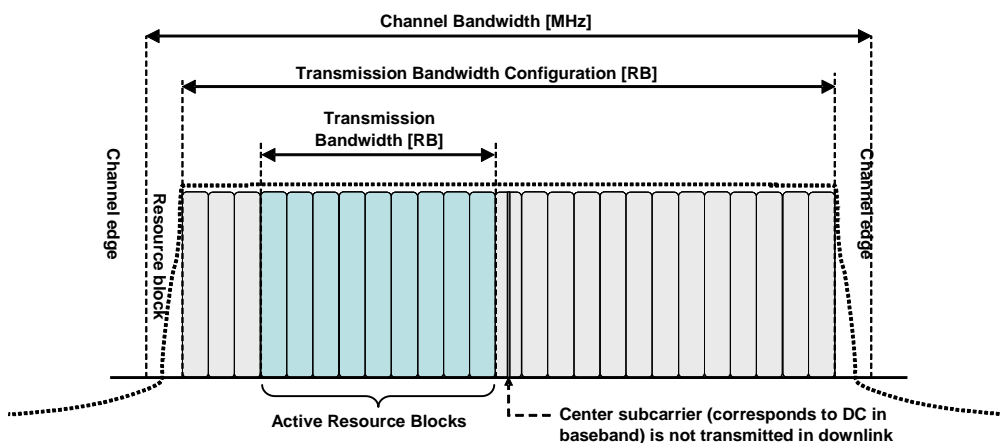 Channel Bandwidth [MHz]
Transmission Bandwidth Configuration [RB]
Transmission
Bandwidth [RB]
Channel edge
Resource block
Channel edge
Active Resource Blocks
Center subcarrier (corresponds to DC in
baseband) is not transmitted in downlink